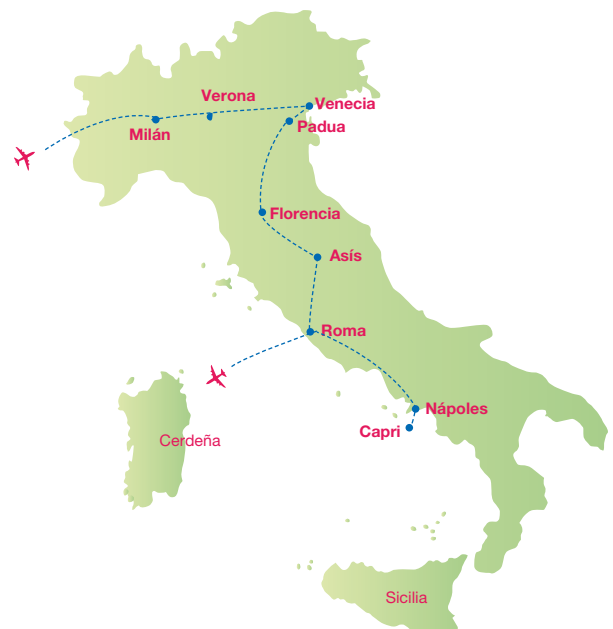 Verona
Venecia
Milán
Padua
Florencia
Asís
Roma
Nápoles
Capri
Cerdeña
Sicilia